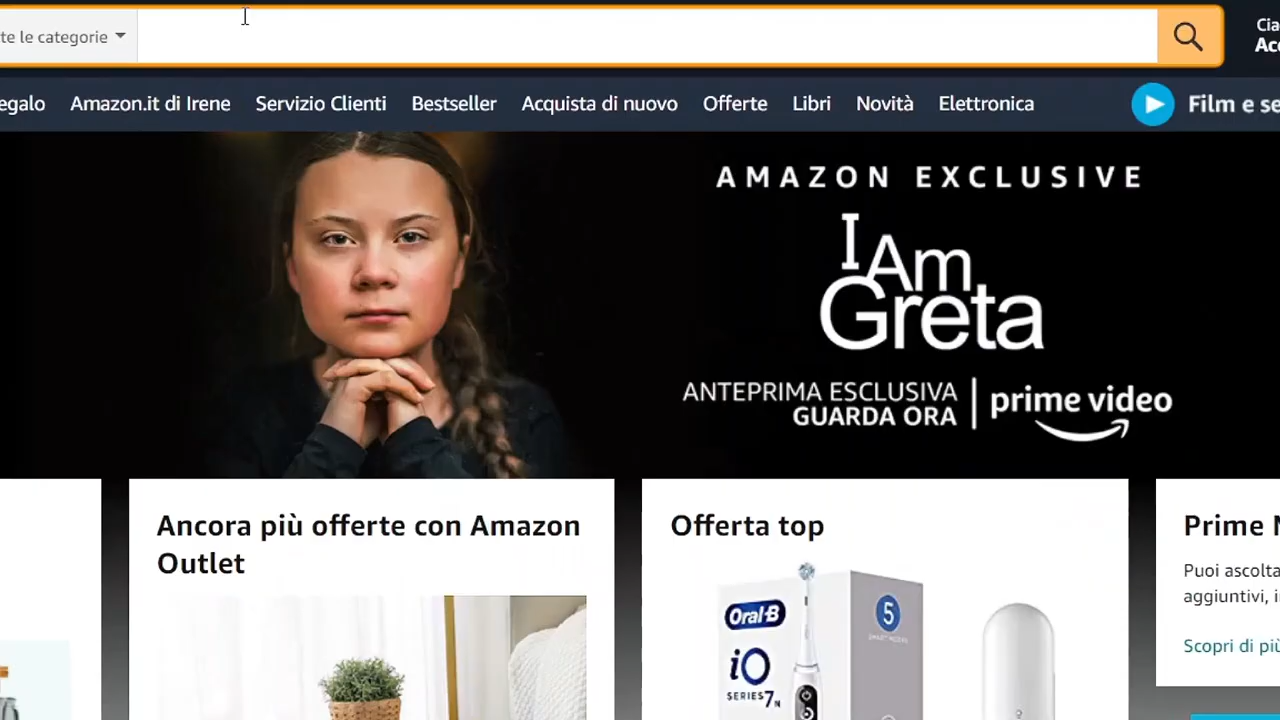 te le categorie
Cia
Acc
egalo Amazon.it di Irene Servizio Clienti Bestseller Acquista di nuovo Offerte Libri Novità Elettronica Film e se
AMAZON EXCLUSIVE
I Am
Greta
ANTEPRIMA ESCLUSIVA
GUARDA ORA
prime video
Ancora più offerte con Amazon
Outlet
Offerta top
Prime M
Puoi ascolta
aggiuntivi, i
Scopri di più
Oral-B
iO
SERIES 7N
5